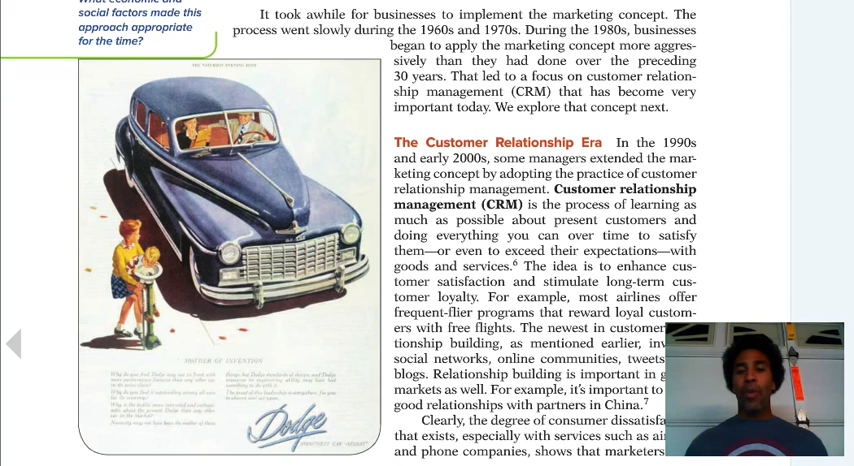 What economic and
social factors made this
approach appropriate
for the time?
It took awhile for businesses to implement the marketing concept. The
process went slowly during the 1960s and 1970s. During the 1980s, businesses
began to apply the marketing concept more aggres-
sively than they had done over the preceding
30 years. That led to a focus on customer relation-
ship management (CRM) that has become very
important today. We explore that concept next.
The Customer Relationship Era In the 1990s
and early 2000s, some managers extended the mar-
keting concept by adopting the practice of customer
relationship management. Customer relationship
management (CRM) is the process of learning as
much as possible about present customers and
doing everything you can over time to satisfy
them—or even to exceed their expectations—with
goods and services.6 The idea is to enhance cus-
tomer satisfaction and stimulate long-term cus-
tomer loyalty. For example, most airlines offer
frequent-flier programs that reward loyal custom-
ers with free flights. The newest in customer
tionship building, as mentioned earlier, inv
social networks, online communities, tweets
blogs. Relationship building is important in
markets as well. For example, it's important to
good relationships with partners in China.7
Clearly, the degree of consumer dissatisfa
that exists, especially with services such as ai
and phone companies, shows that marketers
THE SATURDAY EVENING POST
"MOTHER OF INVENTION"
Dodge